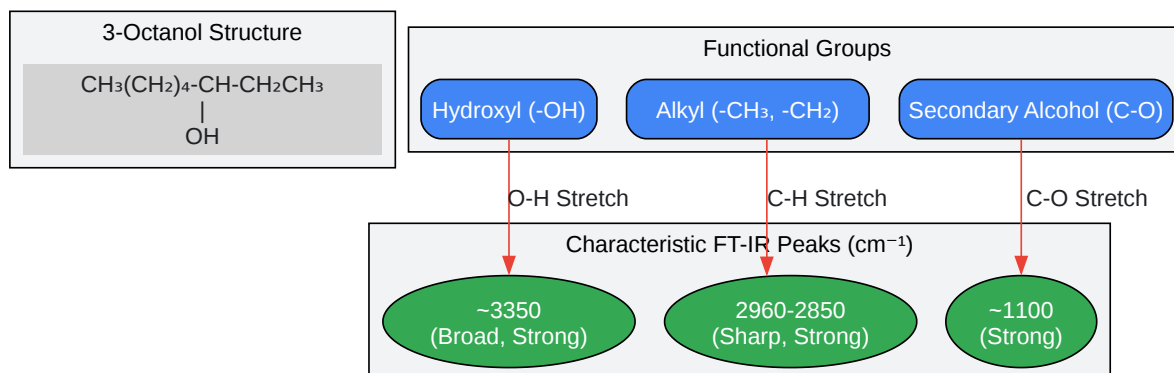 3-Octanol Structure
CH₃(CH₂)₄-CH-CH₂CH₃
|
OH
Functional Groups
Hydroxyl (-OH)
Alkyl (-CH₃, -CH₂)
Secondary Alcohol (C-O)
O-H Stretch
C-H Stretch
C-O Stretch
Characteristic FT-IR Peaks (cm⁻¹)
~3350
(Broad, Strong)
2960-2850
(Sharp, Strong)
~1100
(Strong)